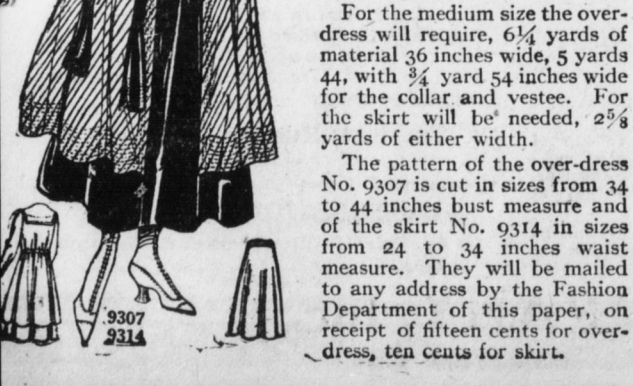 For the medium size the over-
dress will require, 6¼ yards of
material 36 inches wide, 5 yards
44, with ¾ yard 54 inches wide
for the collar and vestee. For
the skirt will be needed, 2⅝
yards of either width.
The pattern of the over-dress
No. 9307 is cut in sizes from 34
to 44 inches bust measure and
of the skirt No. 9314 in sizes
from 24 to 34 inches waist
measure. They will be mailed
to any address by the Fashion
Department of this paper, on
receipt of fifteen cents for over-
dress, ten cents for skirt.
9307
9314